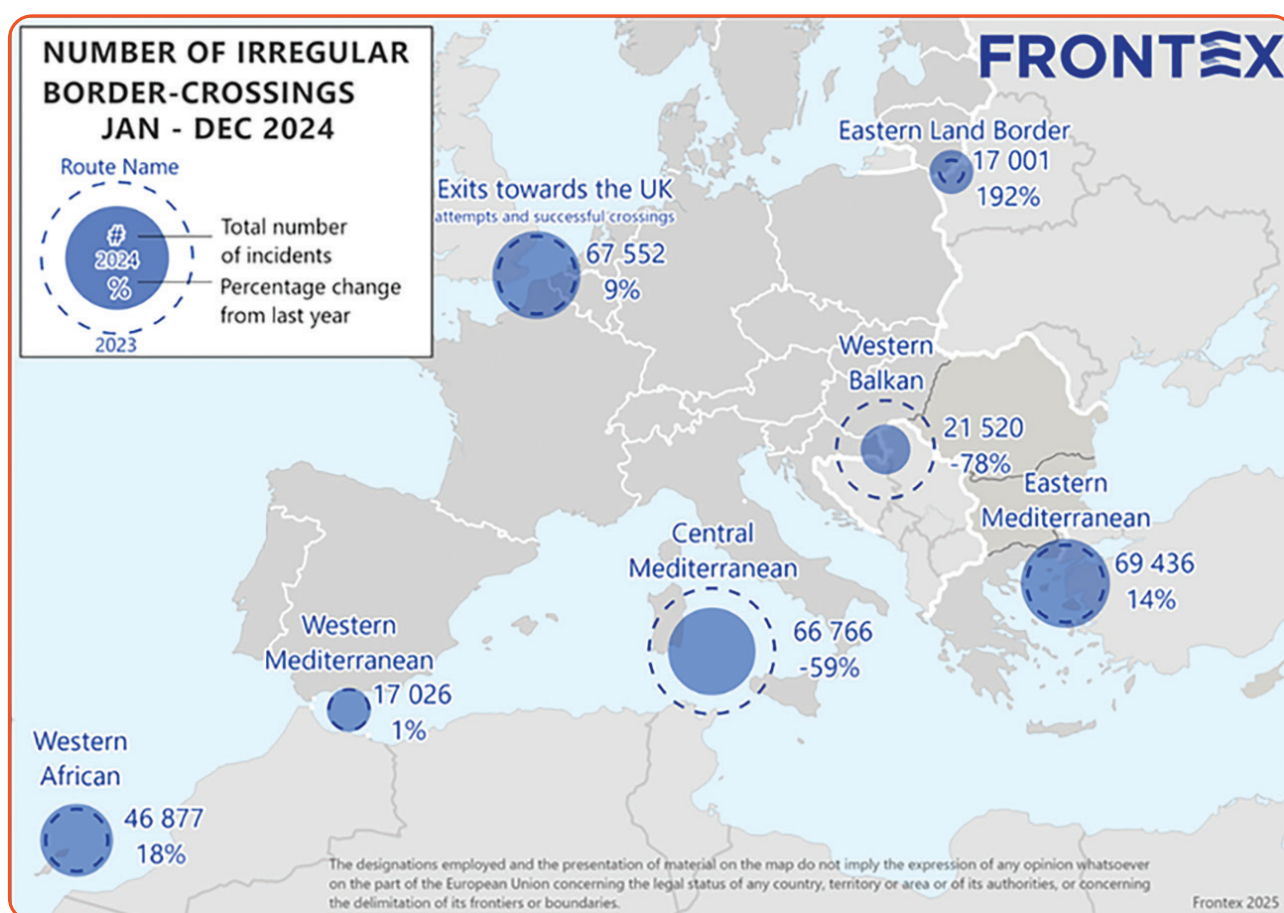 NUMBER OF IRREGULAR
BORDER-CROSSINGS
JAN - DEC 2024
Route Name
#
2024
%
Total number
of incidents
Percentage change
from last year
2023
FRONTEX
Eastern Land Border
17 001
192%
Exits towards the UK
attempts and successful crossings
67 552
9%
Western
Balkan
21 520
-78%
Eastern
Mediterranean
69 436
14%
Central
Mediterranean
66 766
-59%
Western
Mediterranean
17 026
1%
Western
African
46 877
18%
The designations employed and the presentation of material on the map do not imply the expression of any opinion whatsoever
on the part of the European Union concerning the legal status of any country, territory or area or of its authorities, or concerning
the delimitation of its frontiers or boundaries.
Frontex 2025